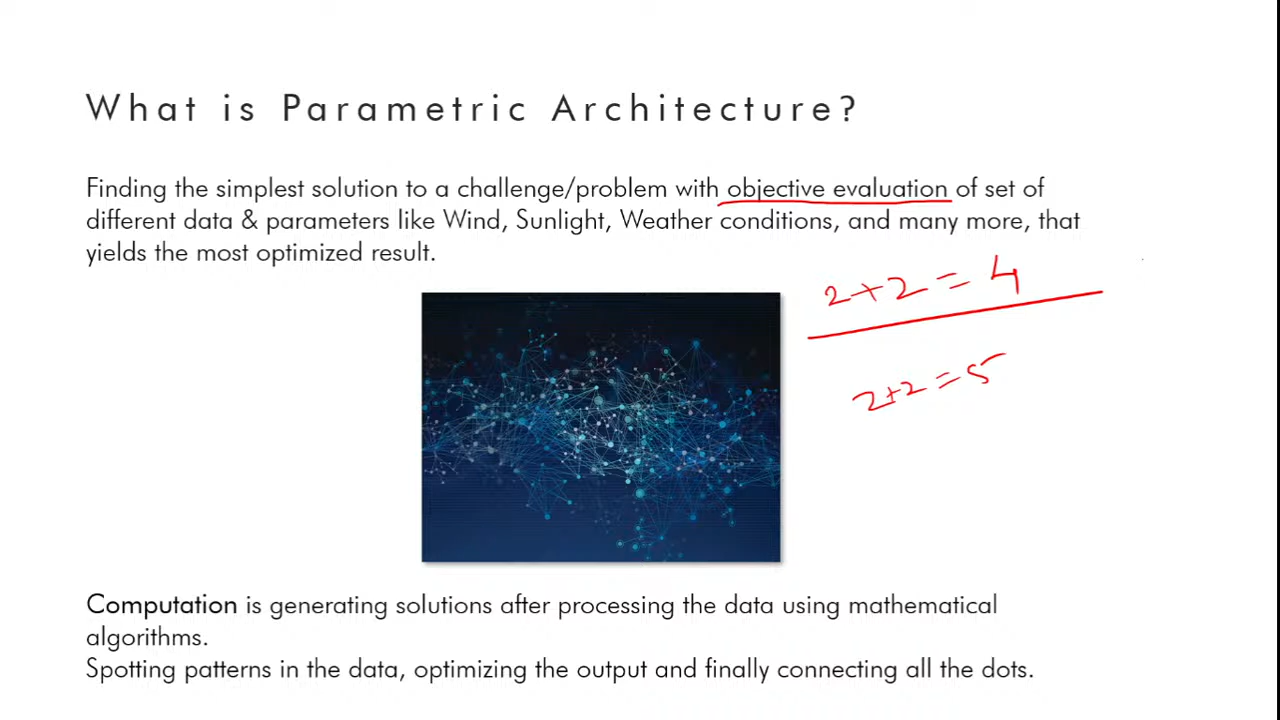 What is Parametric Architecture?
Finding the simplest solution to a challenge/problem with objective evaluation of set of
different data & parameters like Wind, Sunlight, Weather conditions, and many more, that
yields the most optimized result.
2+2=4
2+2=5
Computation is generating solutions after processing the data using mathematical
algorithms.
Spotting patterns in the data, optimizing the output and finally connecting all the dots.